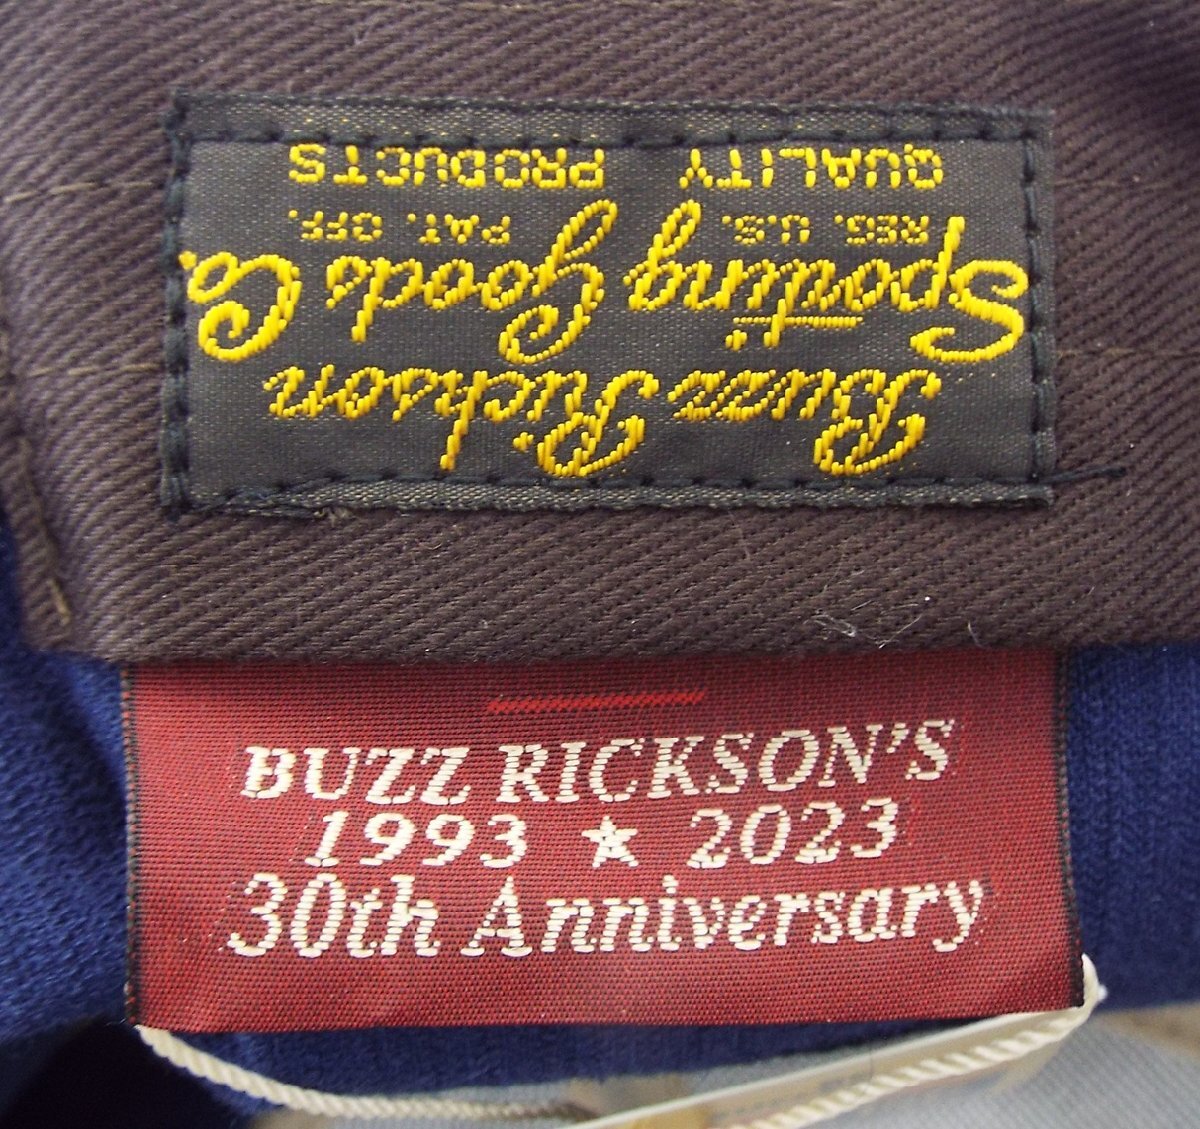 Buzz Rickson
Sporting Goods Co.
REG. U.S. PAT. OFF.
QUALITY PRODUCTS
BUZZ RICKSON'S
1993 ★ 2023
30th Anniversary